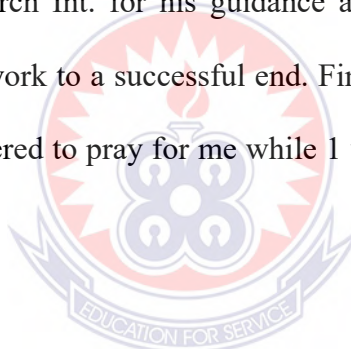 rch Int. for his guidance a
work to a successful end. Fir
ered to pray for me while 1
EDUCATION FOR SERVICE